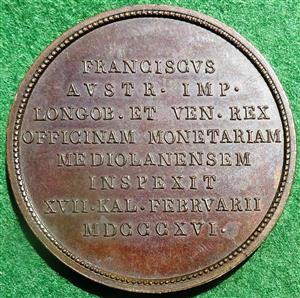 FRANCISCVS
AVSTR· IMP·
LONGOB·ET VEN·REX
OFFICINAM MONETARIAM
MEDIOLANENSEM
INSPEXIT
XVII·KAL·FEBRVARII
MDCCCXVI·